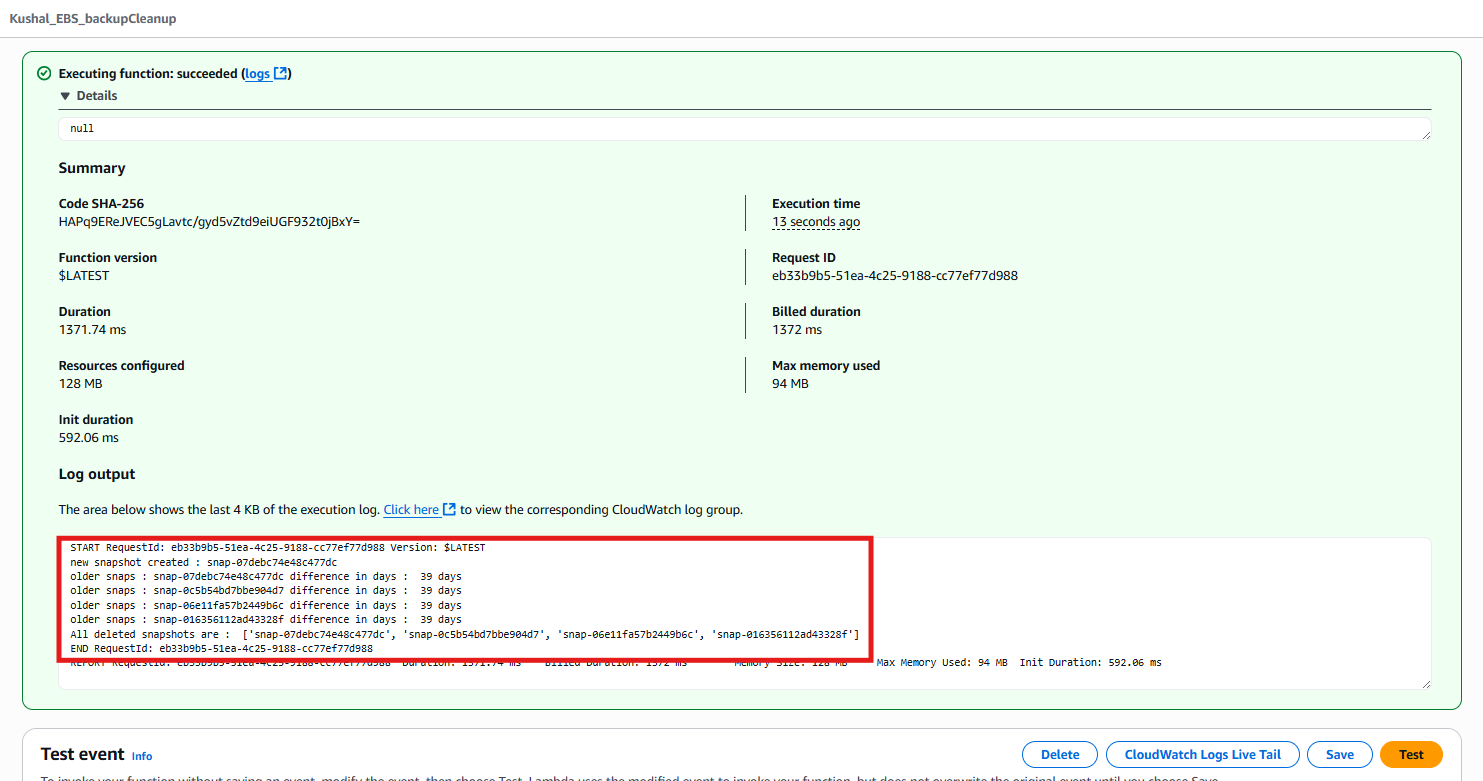 Kushal_EBS_backupCleanup
Executing function: succeeded (logs)
Details
null
Summary
Code SHA-256
HAPq9EReJVEC5gLavtc/gyd5vZtd9eiUGF932t0jBxY=
Execution time
13 seconds ago
Function version
$LATEST
Request ID
eb33b9b5-51ea-4c25-9188-cc77ef77d988
Duration
1371.74 ms
Billed duration
1372 ms
Resources configured
128 MB
Max memory used
94 MB
Init duration
592.06 ms
Log output
The area below shows the last 4 KB of the execution log. Click here to view the corresponding CloudWatch log group.
START RequestId: eb33b9b5-51ea-4c25-9188-cc77ef77d988 Version: $LATEST
new snapshot created : snap-07debc74e48c477dc
older snaps : snap-07debc74e48c477dc difference in days :  39 days
older snaps : snap-0c5b54bd7bbe904d7 difference in days :  39 days
older snaps : snap-06e11fa57b2449b6c difference in days :  39 days
older snaps : snap-016356112ad43328f difference in days :  39 days
All deleted snapshots are :  ['snap-07debc74e48c477dc', 'snap-0c5b54bd7bbe904d7', 'snap-06e11fa57b2449b6c', 'snap-016356112ad43328f']
END RequestId: eb33b9b5-51ea-4c25-9188-cc77ef77d988
REPORT RequestId: eb33b9b5-51ea-4c25-9188-cc77ef77d988 Duration: 1371.74 ms Billed Duration: 1372 ms Memory Size: 128 MB Max Memory Used: 94 MB Init Duration: 592.06 ms
Test event Info
Delete
CloudWatch Logs Live Tail
Save
Test
To invoke your function without saving an event, modify the event, then choose Test. Lambda uses the modified event to invoke your function, but does not overwrite the original event until you choose Save